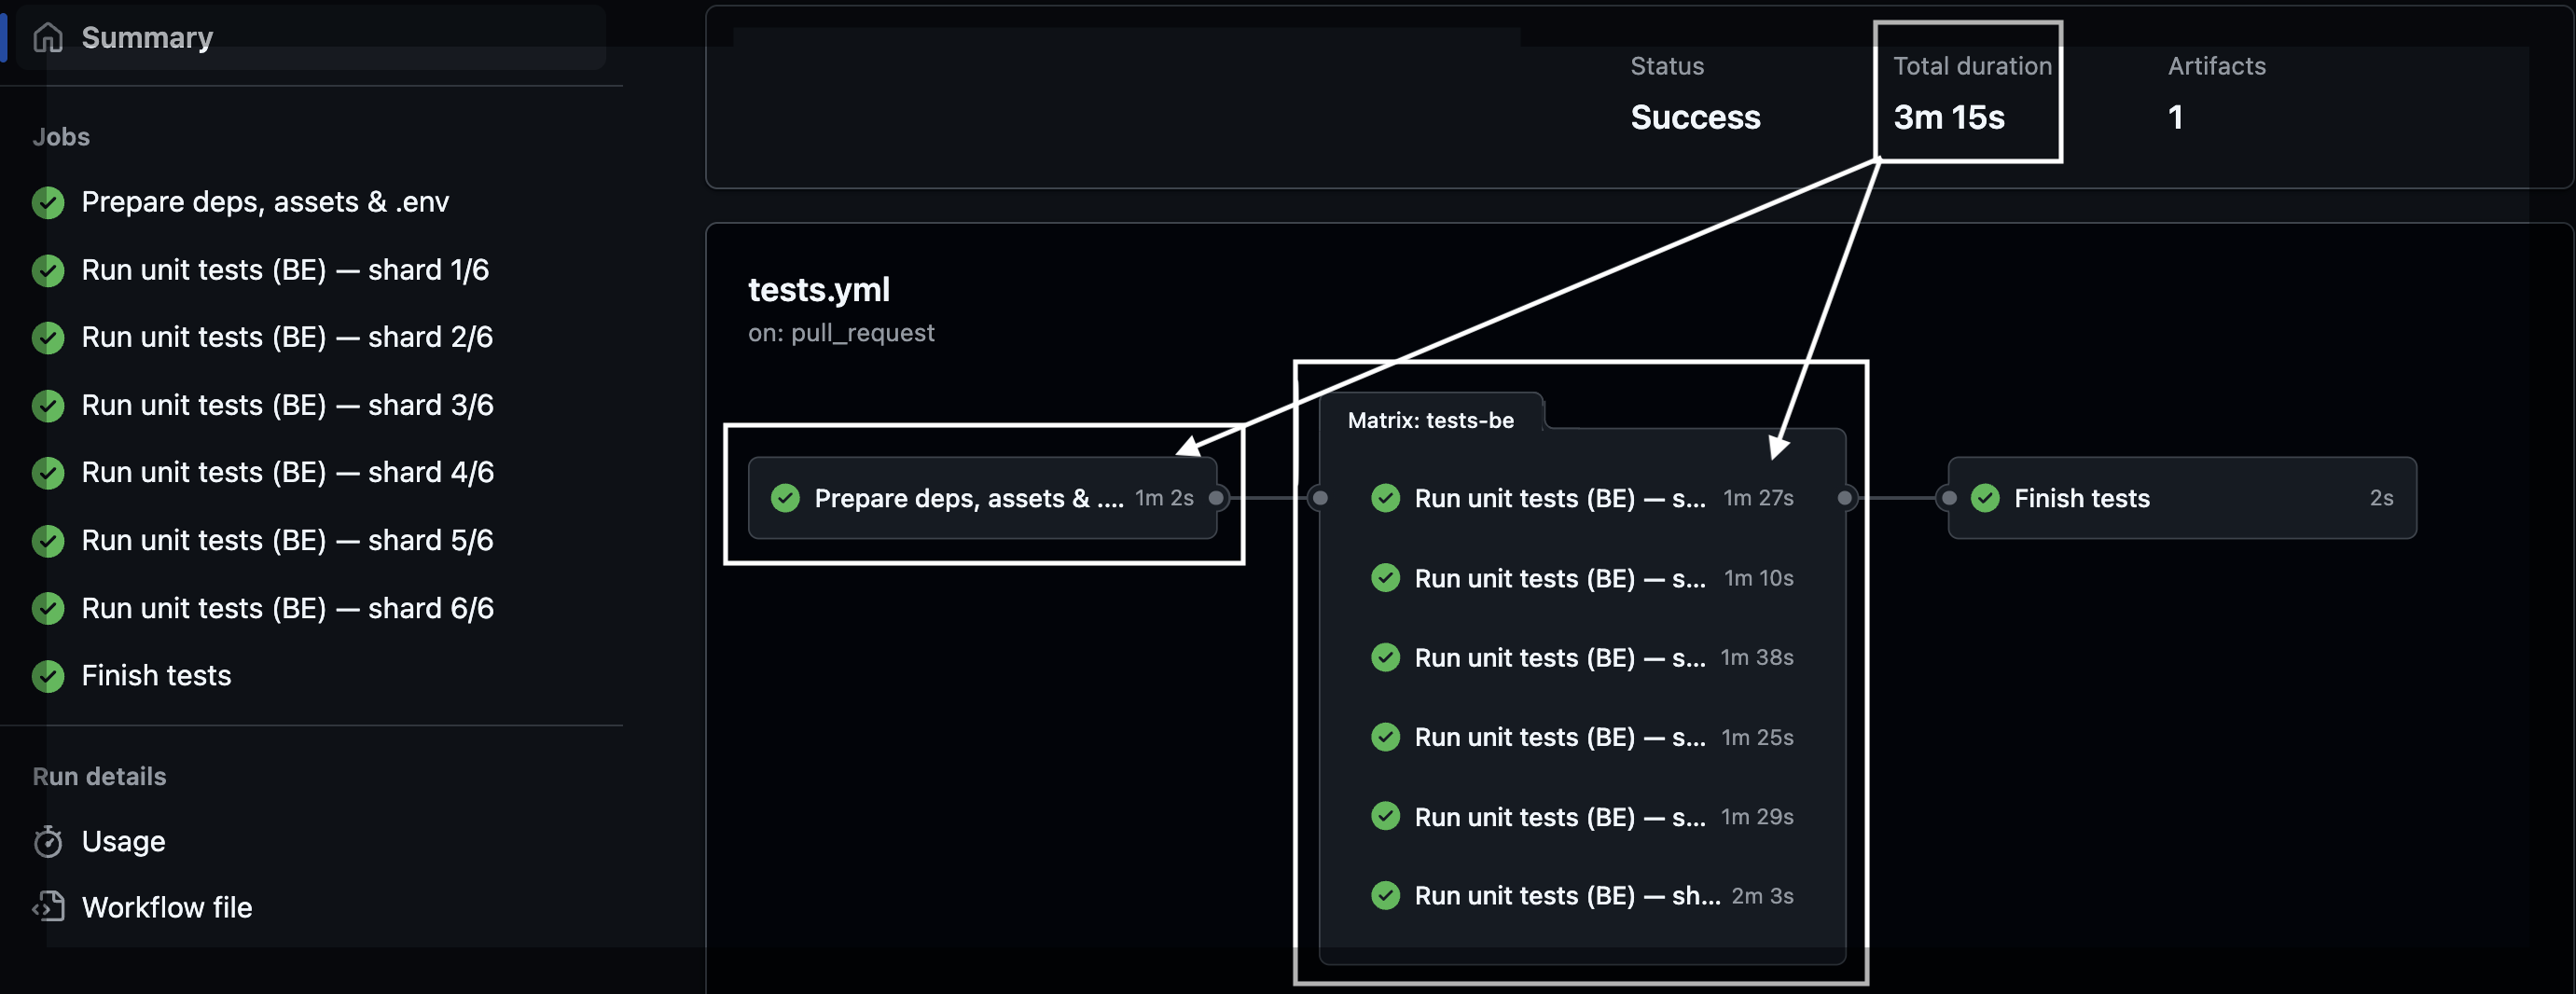 Summary
Jobs
Prepare deps, assets & .env
Run unit tests (BE) — shard 1/6
Run unit tests (BE) — shard 2/6
Run unit tests (BE) — shard 3/6
Run unit tests (BE) — shard 4/6
Run unit tests (BE) — shard 5/6
Run unit tests (BE) — shard 6/6
Finish tests
Run details
Usage
Workflow file
Status
Success
Total duration
3m 15s
Artifacts
1
tests.yml
on: pull_request
Prepare deps, assets & .... 1m 2s
Matrix: tests-be
Run unit tests (BE) — s... 1m 27s
Run unit tests (BE) — s... 1m 10s
Run unit tests (BE) — s... 1m 38s
Run unit tests (BE) — s... 1m 25s
Run unit tests (BE) — s... 1m 29s
Run unit tests (BE) — sh... 2m 3s
Finish tests 2s